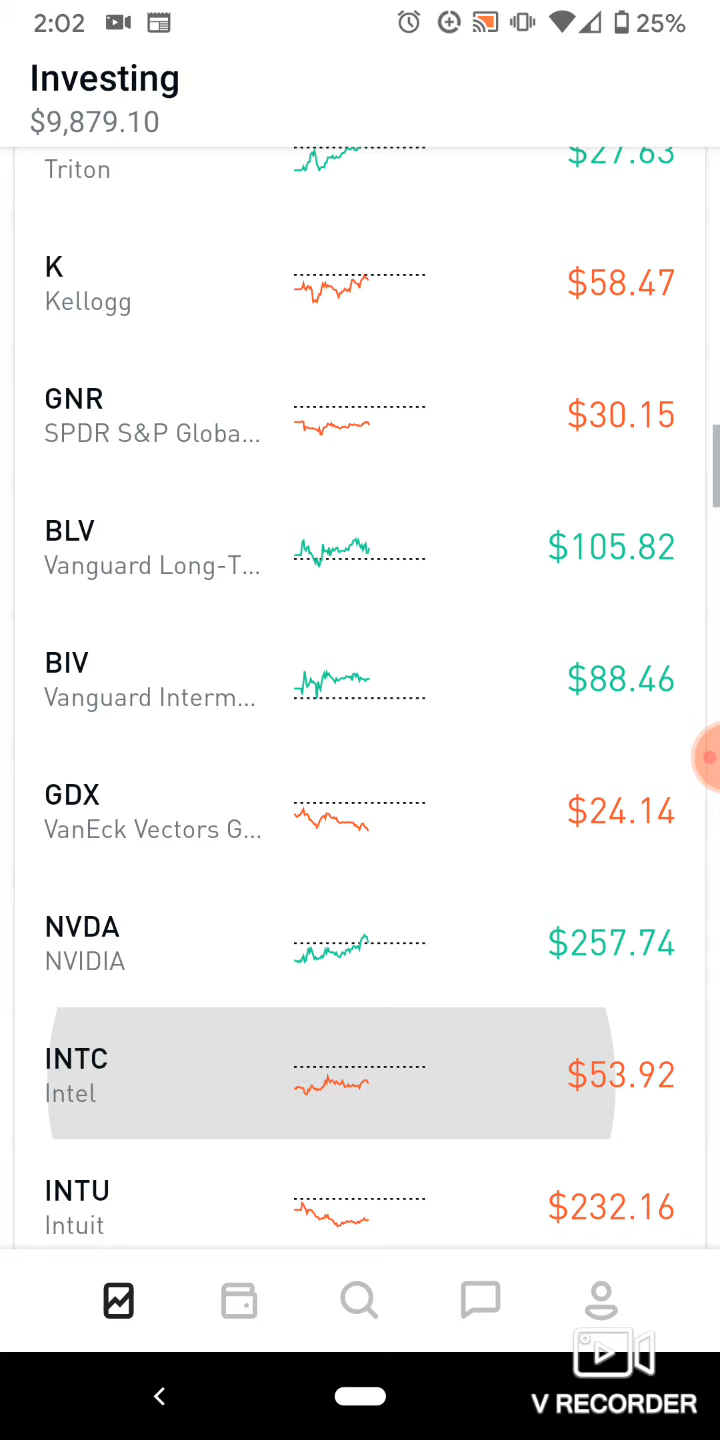 2:02
25%
Investing
$9,879.10
$27.63
Triton
K
Kellogg
$58.47
GNR
SPDR S&P Globa...
$30.15
BLV
Vanguard Long-T...
$105.82
BIV
Vanguard Interm...
$88.46
GDX
VanEck Vectors G...
$24.14
NVDA
NVIDIA
$257.74
INTC
Intel
$53.92
INTU
Intuit
$232.16
V RECORDER